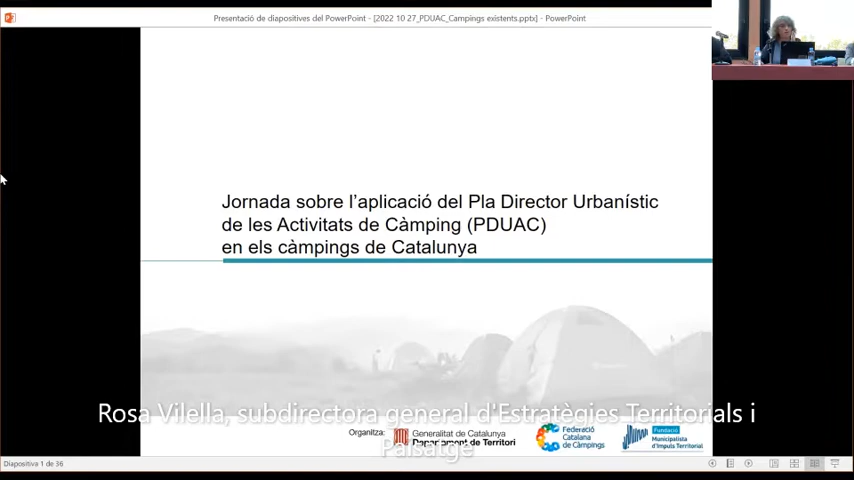 Presentació de diapositives del PowerPoint - [2022 10 27_PDUAC_Campings existents.pptx] - PowerPoint
Jornada sobre l'aplicació del Pla Director Urbanístic
de les Activitats de Càmping (PDUAC)
en els càmpings de Catalunya
Rosa Vilella, subdirectora general d'Estratègies Territorials i
Paisatge
Organitza:
Generalitat de Catalunya
Departament de Territori
Federació
Catalana
de Càmpings
Fundació
Municipalista
d'Impuls Territorial
Diapositiva 1 de 36